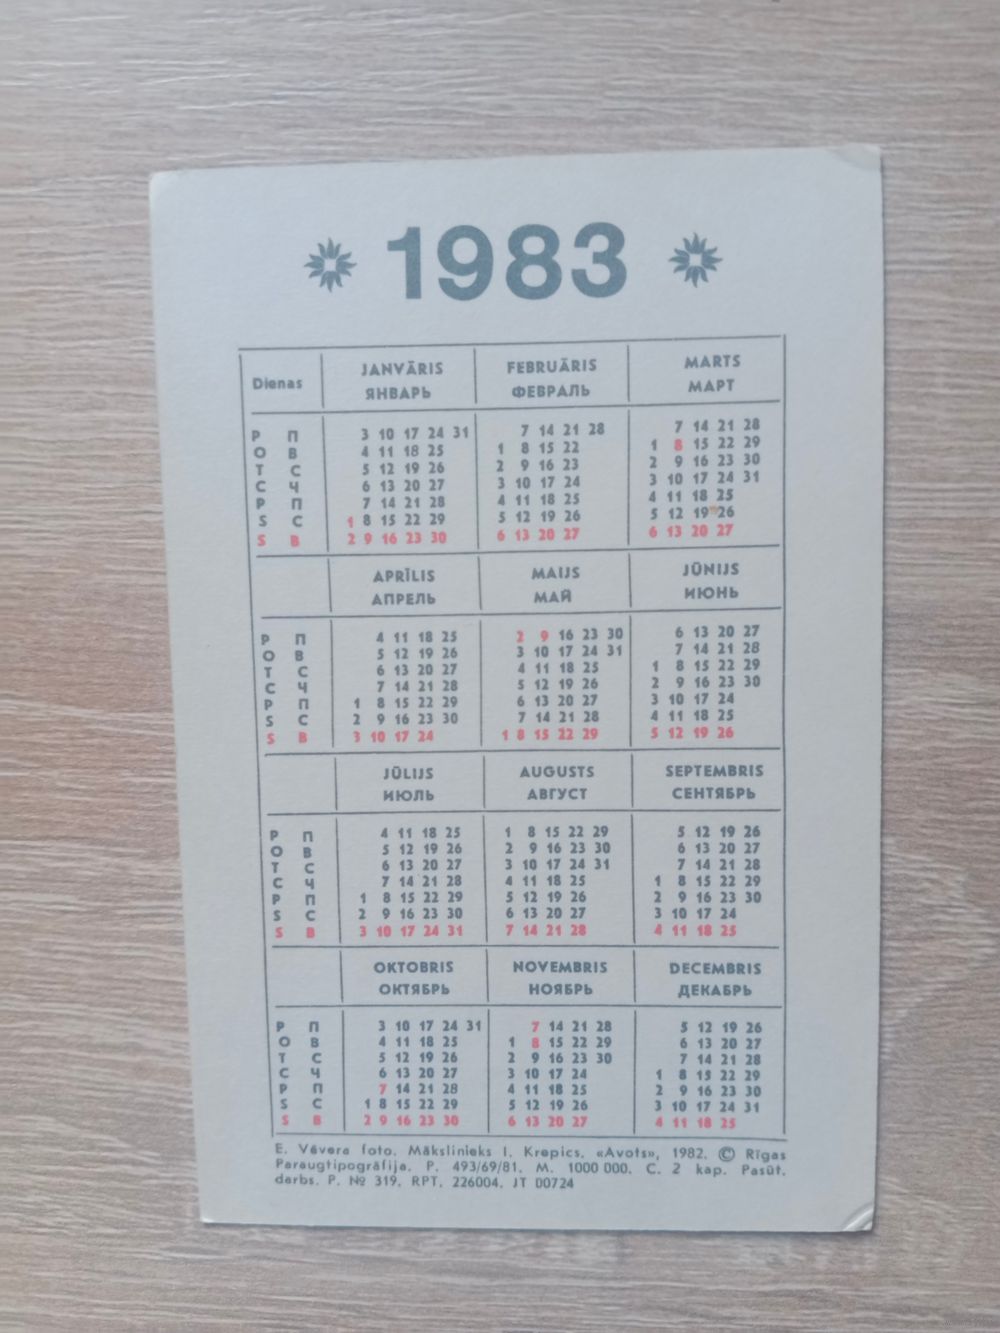 1983
Dienas JANVĀRIS FEBRUĀRIS MARTS
ЯНВАРЬ ФЕВРАЛЬ МАРТ
P П 3 10 17 24 31 7 14 21 28 7 14 21 28
O В 4 11 18 25 1 8 15 22 1 8 15 22 29
T С 5 12 19 26 2 9 16 23 2 9 16 23 30
C Ч 6 13 20 27 3 10 17 24 3 10 17 24 31
P П 7 14 21 28 4 11 18 25 4 11 18 25
S С 1 8 15 22 29 5 12 19 26 5 12 19 26
S В 2 9 16 23 30 6 13 20 27 6 13 20 27
APRĪLIS MAIJS JŪNIJS
АПРЕЛЬ МАЙ ИЮНЬ
P П 4 11 18 25 2 9 16 23 30 6 13 20 27
O В 5 12 19 26 3 10 17 24 31 7 14 21 28
T С 6 13 20 27 4 11 18 25 1 8 15 22 29
C Ч 7 14 21 28 5 12 19 26 2 9 16 23 30
P П 1 8 15 22 29 6 13 20 27 3 10 17 24
S С 2 9 16 23 30 7 14 21 28 4 11 18 25
S В 3 10 17 24 1 8 15 22 29 5 12 19 26
JŪLIJS AUGUSTS SEPTEMBRIS
ИЮЛЬ АВГУСТ СЕНТЯБРЬ
P П 4 11 18 25 1 8 15 22 29 5 12 19 26
O В 5 12 19 26 2 9 16 23 30 6 13 20 27
T С 6 13 20 27 3 10 17 24 31 7 14 21 28
C Ч 7 14 21 28 4 11 18 25 1 8 15 22 29
P П 1 8 15 22 29 5 12 19 26 2 9 16 23 30
S С 2 9 16 23 30 6 13 20 27 3 10 17 24
S В 3 10 17 24 31 7 14 21 28 4 11 18 25
OKTOBRIS NOVEMBRIS DECEMBRIS
ОКТЯБРЬ НОЯБРЬ ДЕКАБРЬ
P П 3 10 17 24 31 7 14 21 28 5 12 19 26
O В 4 11 18 25 1 8 15 22 29 6 13 20 27
T С 5 12 19 26 2 9 16 23 30 7 14 21 28
C Ч 6 13 20 27 3 10 17 24 1 8 15 22 29
P П 7 14 21 28 4 11 18 25 2 9 16 23 30
S С 1 8 15 22 29 5 12 19 26 3 10 17 24 31
S В 2 9 16 23 30 6 13 20 27 4 11 18 25
E. Vēvera foto. Mākslinieks I. Krepics. «Avots», 1982. © Rīgas
Paraugtipogrāfija. P. 493/69/81. M. 1000 000. C. 2 kap. Pasūt.
darbs. P. № 319. RPT, 226004. JT 00724